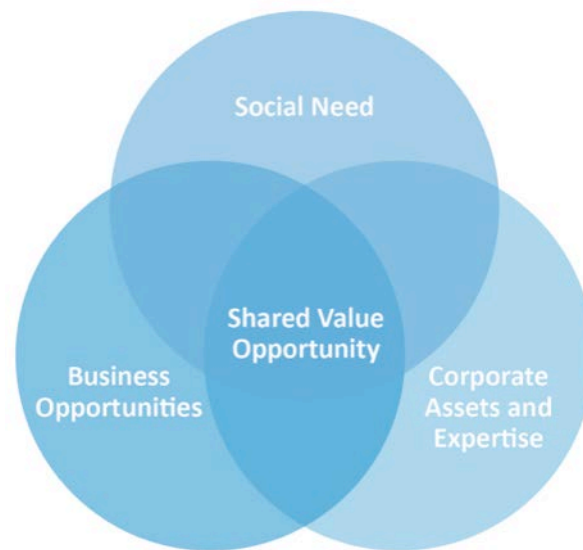 Social Need
Shared Value
Opportunity
Business
Opportunities
Corporate
Assets and
Expertise